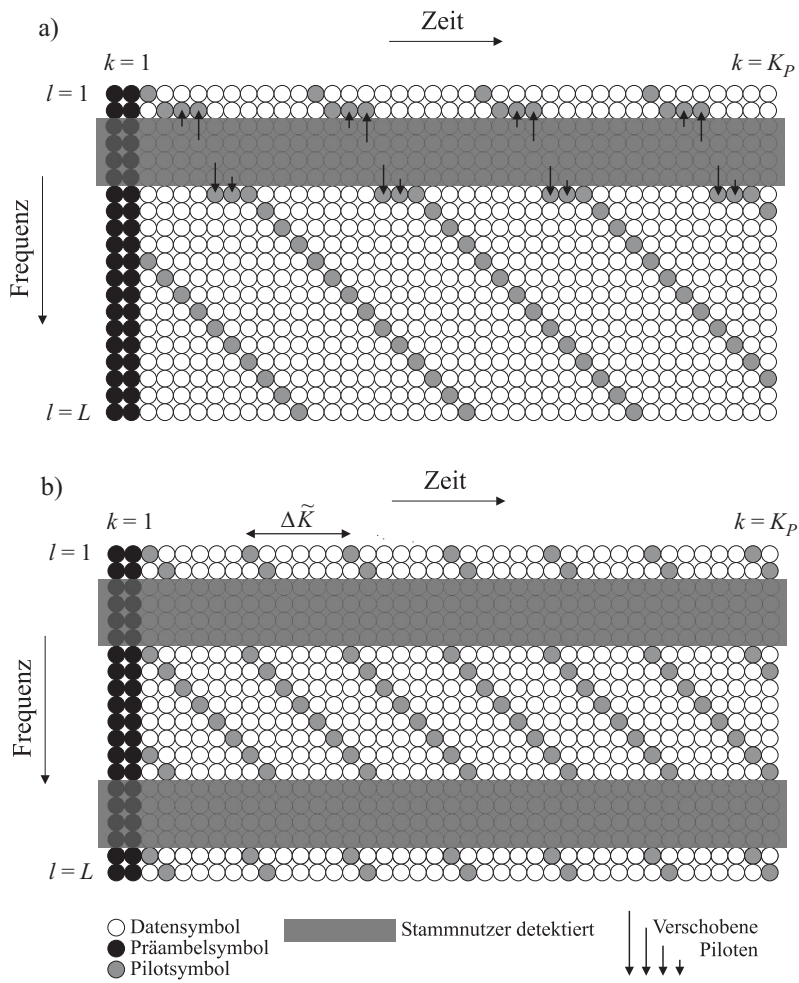 a)
Zeit
k = 1
k = K_P
l = 1
Frequenz
l = L
b)
Zeit
k = 1
ΔK̃
k = K_P
l = 1
Frequenz
l = L
Datensymbol
Präambelsymbol
Pilotsymbol
Stammnutzer detektiert
Verschobene
Piloten